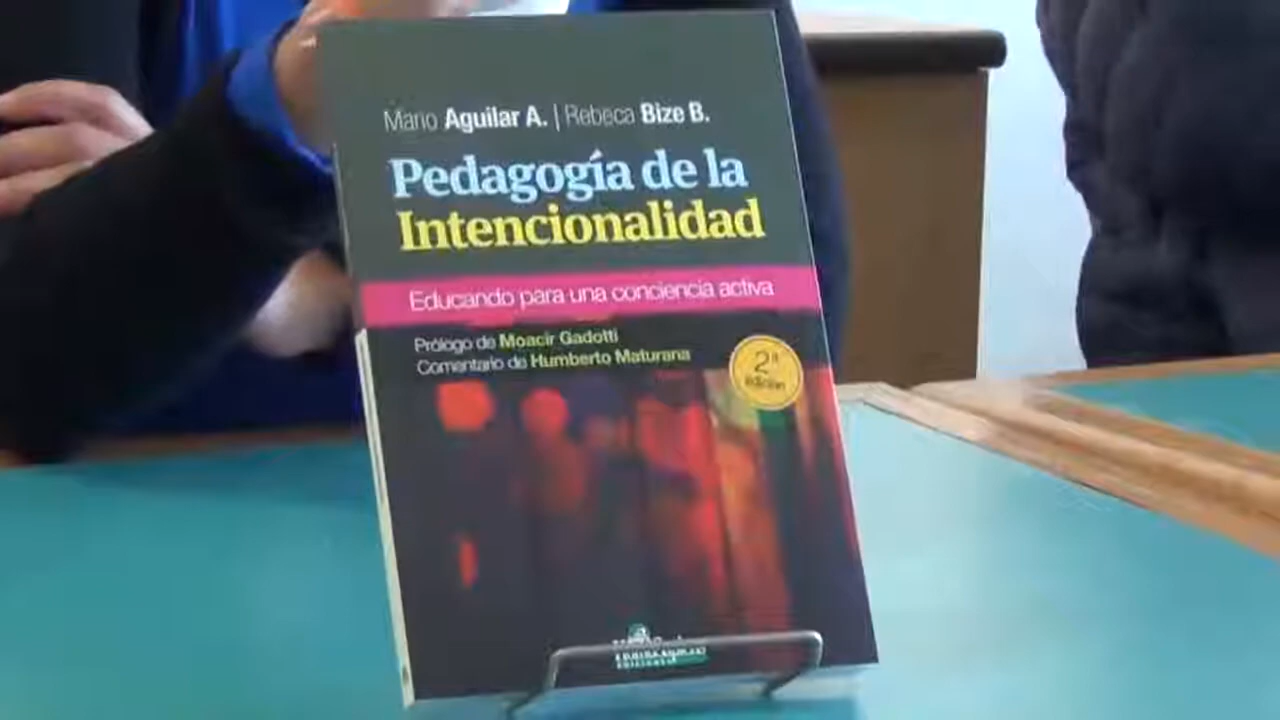 Mario Aguilar A. | Rebeca Bize B.
Pedagogía de la
Intencionalidad
Educando para una conciencia activa
Prólogo de Moacir Gadotti
Comentario de Humberto Maturana
2ª
edición